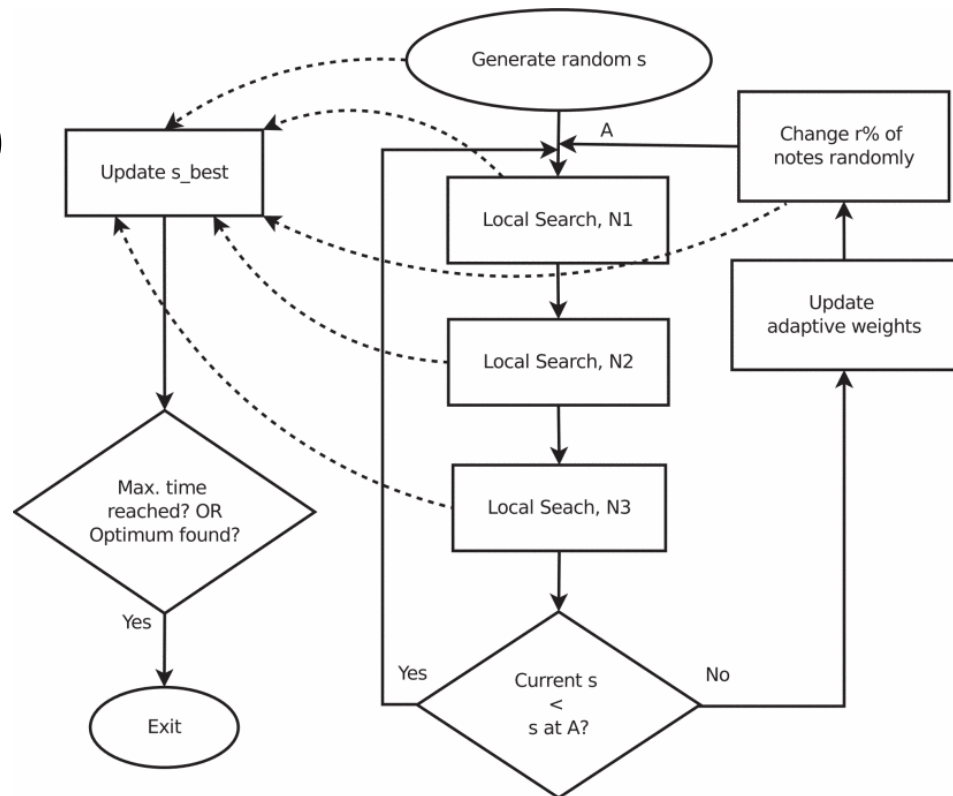 Generate random s
A
Change r% of
notes randomly
Update s_best
Local Search, N1
Update
adaptive weights
Local Search, N2
Max. time
reached? OR
Optimum found?
Local Seach, N3
Yes
Yes
Current s
<
s at A?
No
Exit